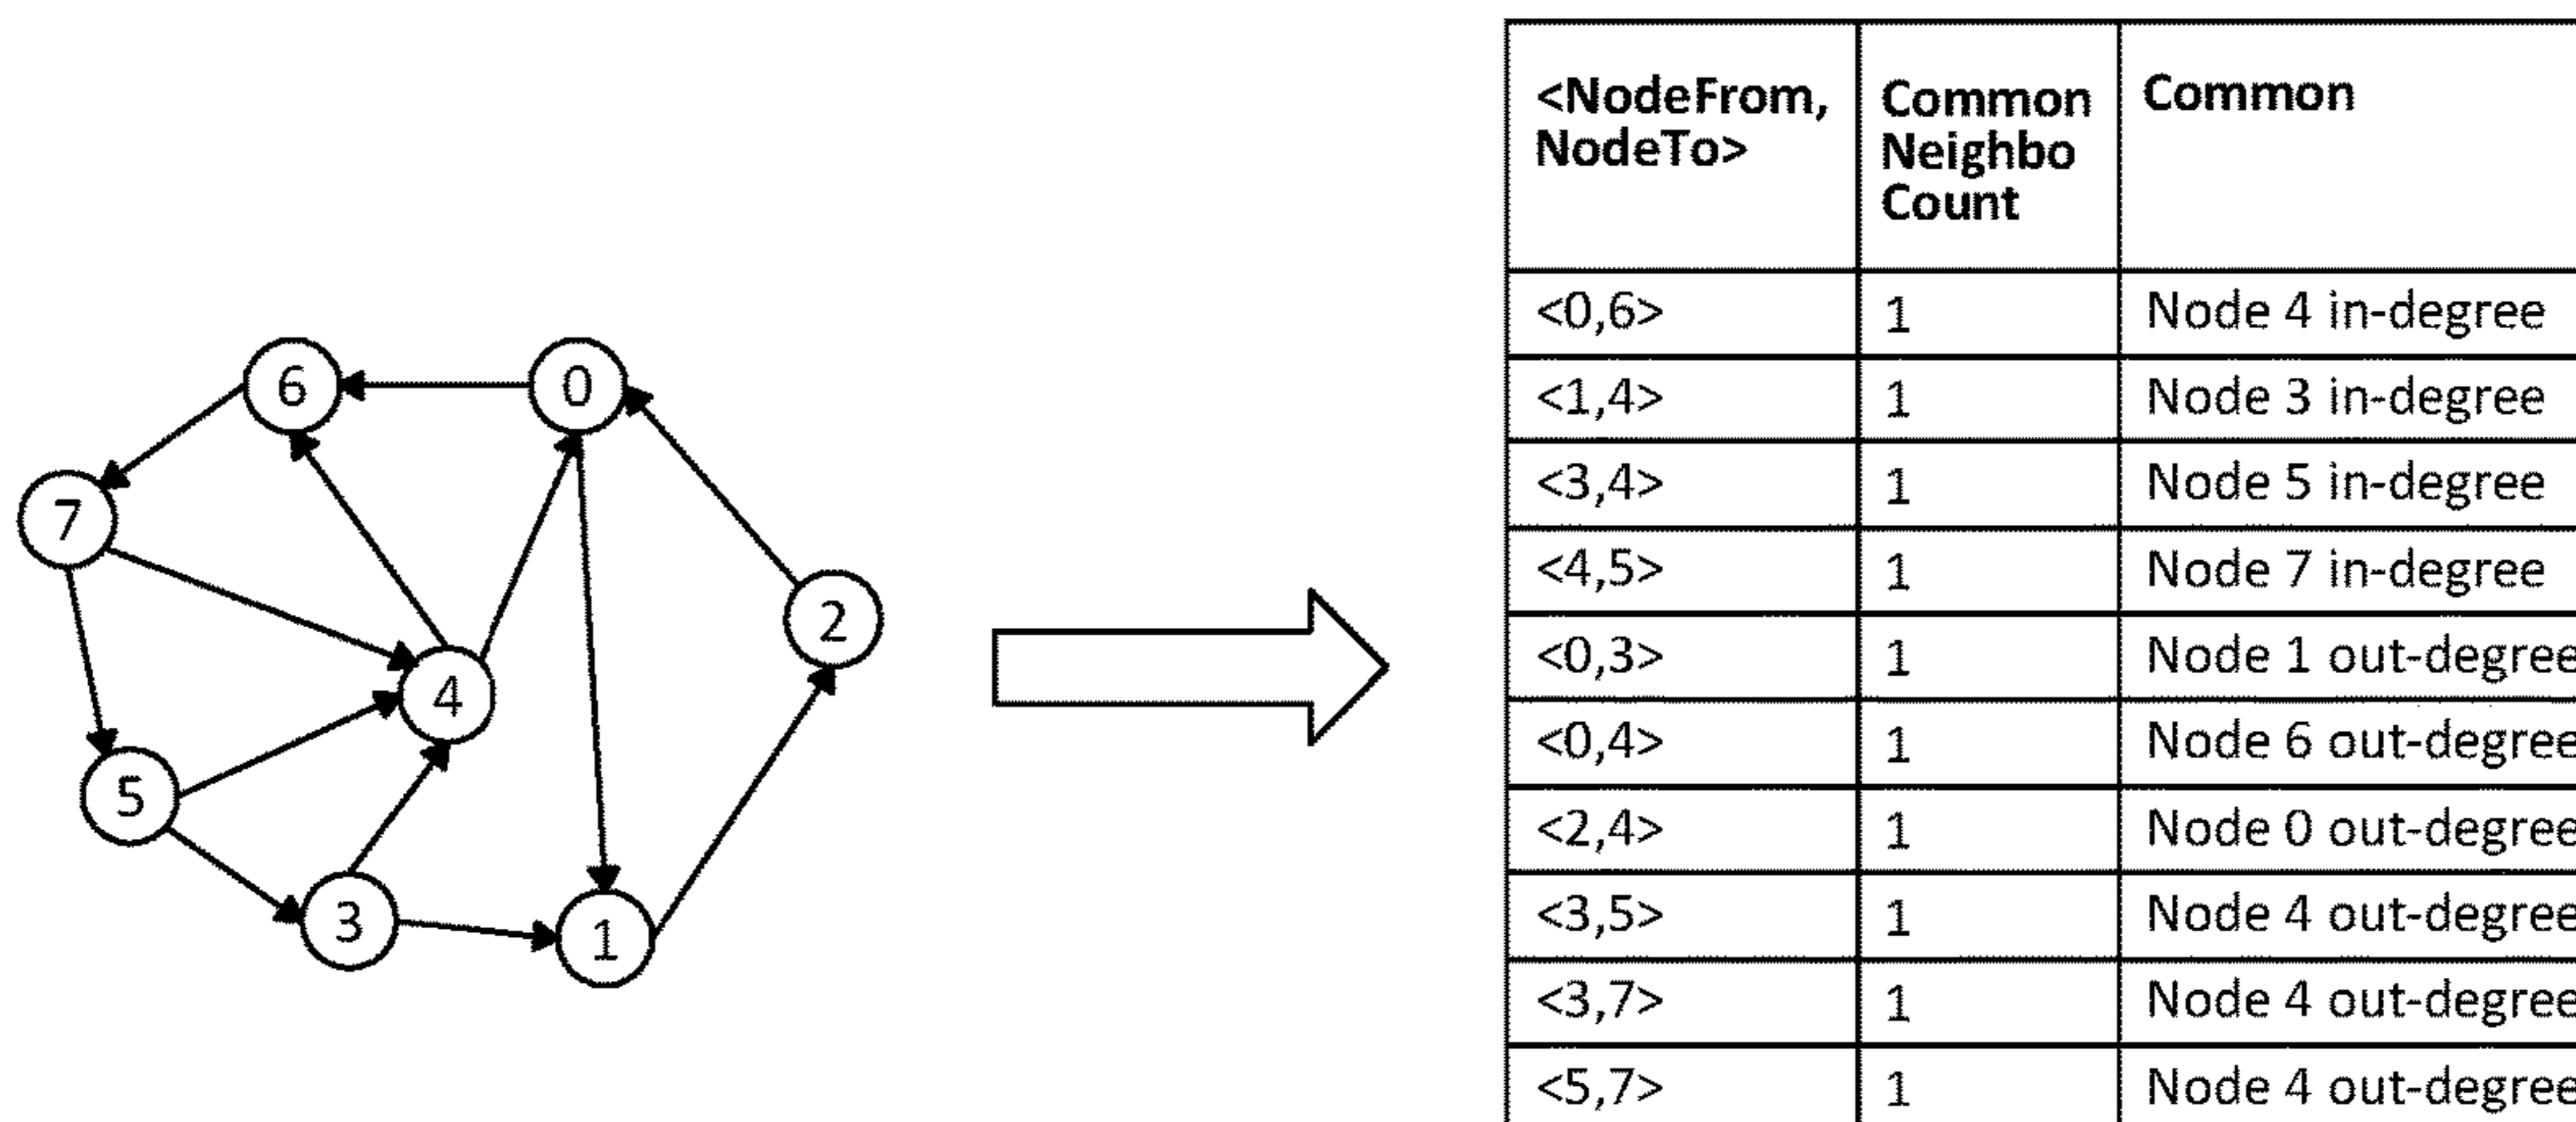 6
0
7
2
4
5
3
1
<NodeFrom,
NodeTo>
Common
Neighbo
Count
Common
<0,6> 1 Node 4 in-degree
<1,4> 1 Node 3 in-degree
<3,4> 1 Node 5 in-degree
<4,5> 1 Node 7 in-degree
<0,3> 1 Node 1 out-degree
<0,4> 1 Node 6 out-degree
<2,4> 1 Node 0 out-degree
<3,5> 1 Node 4 out-degree
<3,7> 1 Node 4 out-degree
<5,7> 1 Node 4 out-degree